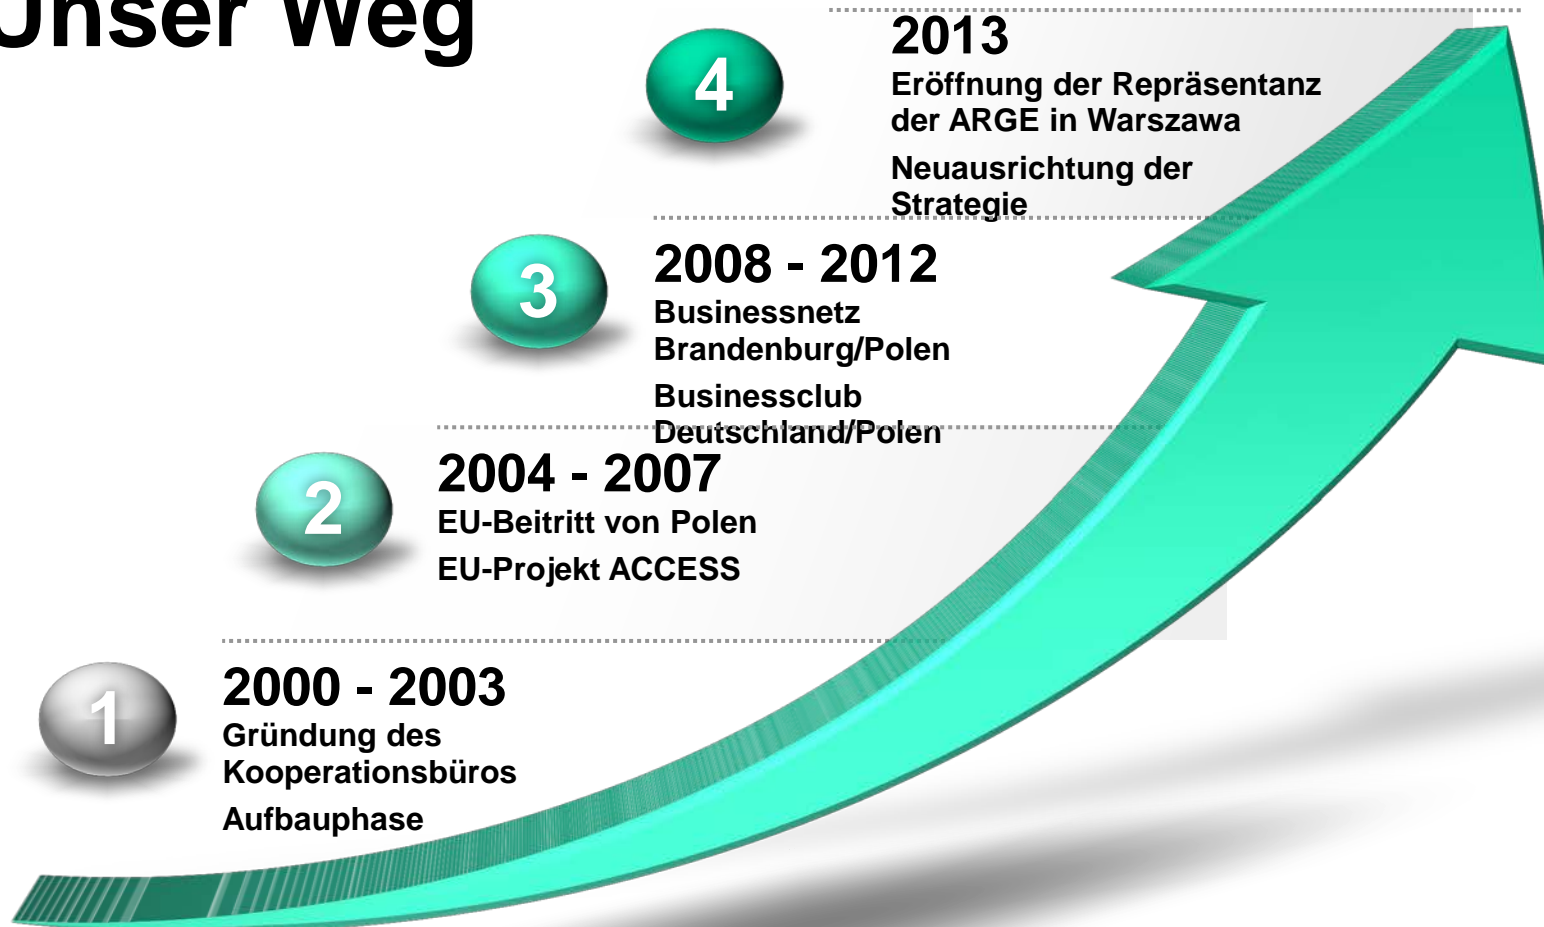 Unser Weg
4
2013
Eröffnung der Repräsentanz
der ARGE in Warszawa
Neuausrichtung der
Strategie
3
2008 - 2012
Businessnetz
Brandenburg/Polen
Businessclub
Deutschland/Polen
2
2004 - 2007
EU-Beitritt von Polen
EU-Projekt ACCESS
1
2000 - 2003
Gründung des
Kooperationsbüros
Aufbauphase